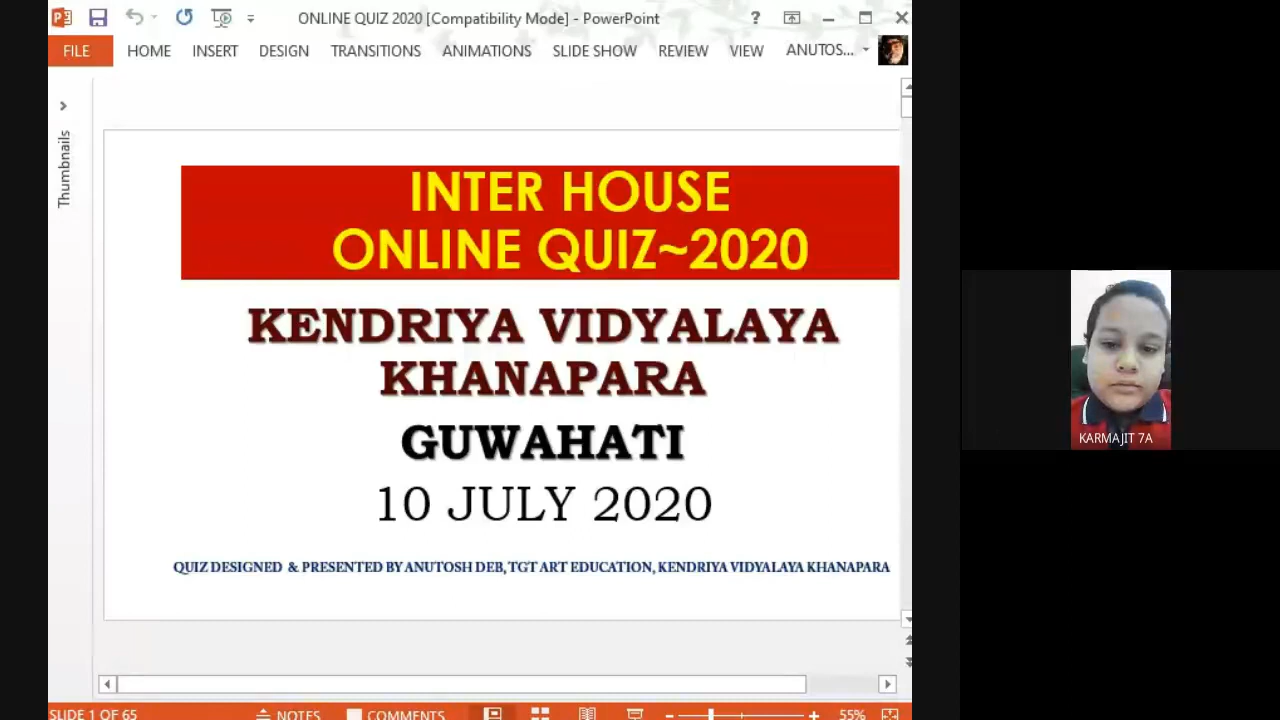 ONLINE QUIZ 2020 [Compatibility Mode] - PowerPoint
FILE HOME INSERT DESIGN TRANSITIONS ANIMATIONS SLIDE SHOW REVIEW VIEW ANUTOS...
Thumbnails
INTER HOUSE
ONLINE QUIZ~2020
KENDRIYA VIDYALAYA
KHANAPARA
GUWAHATI
10 JULY 2020
QUIZ DESIGNED & PRESENTED BY ANUTOSH DEB, TGT ART EDUCATION, KENDRIYA VIDYALAYA KHANAPARA
KARMAJIT 7A
SLIDE 1 OF 65 NOTES COMMENTS 55%